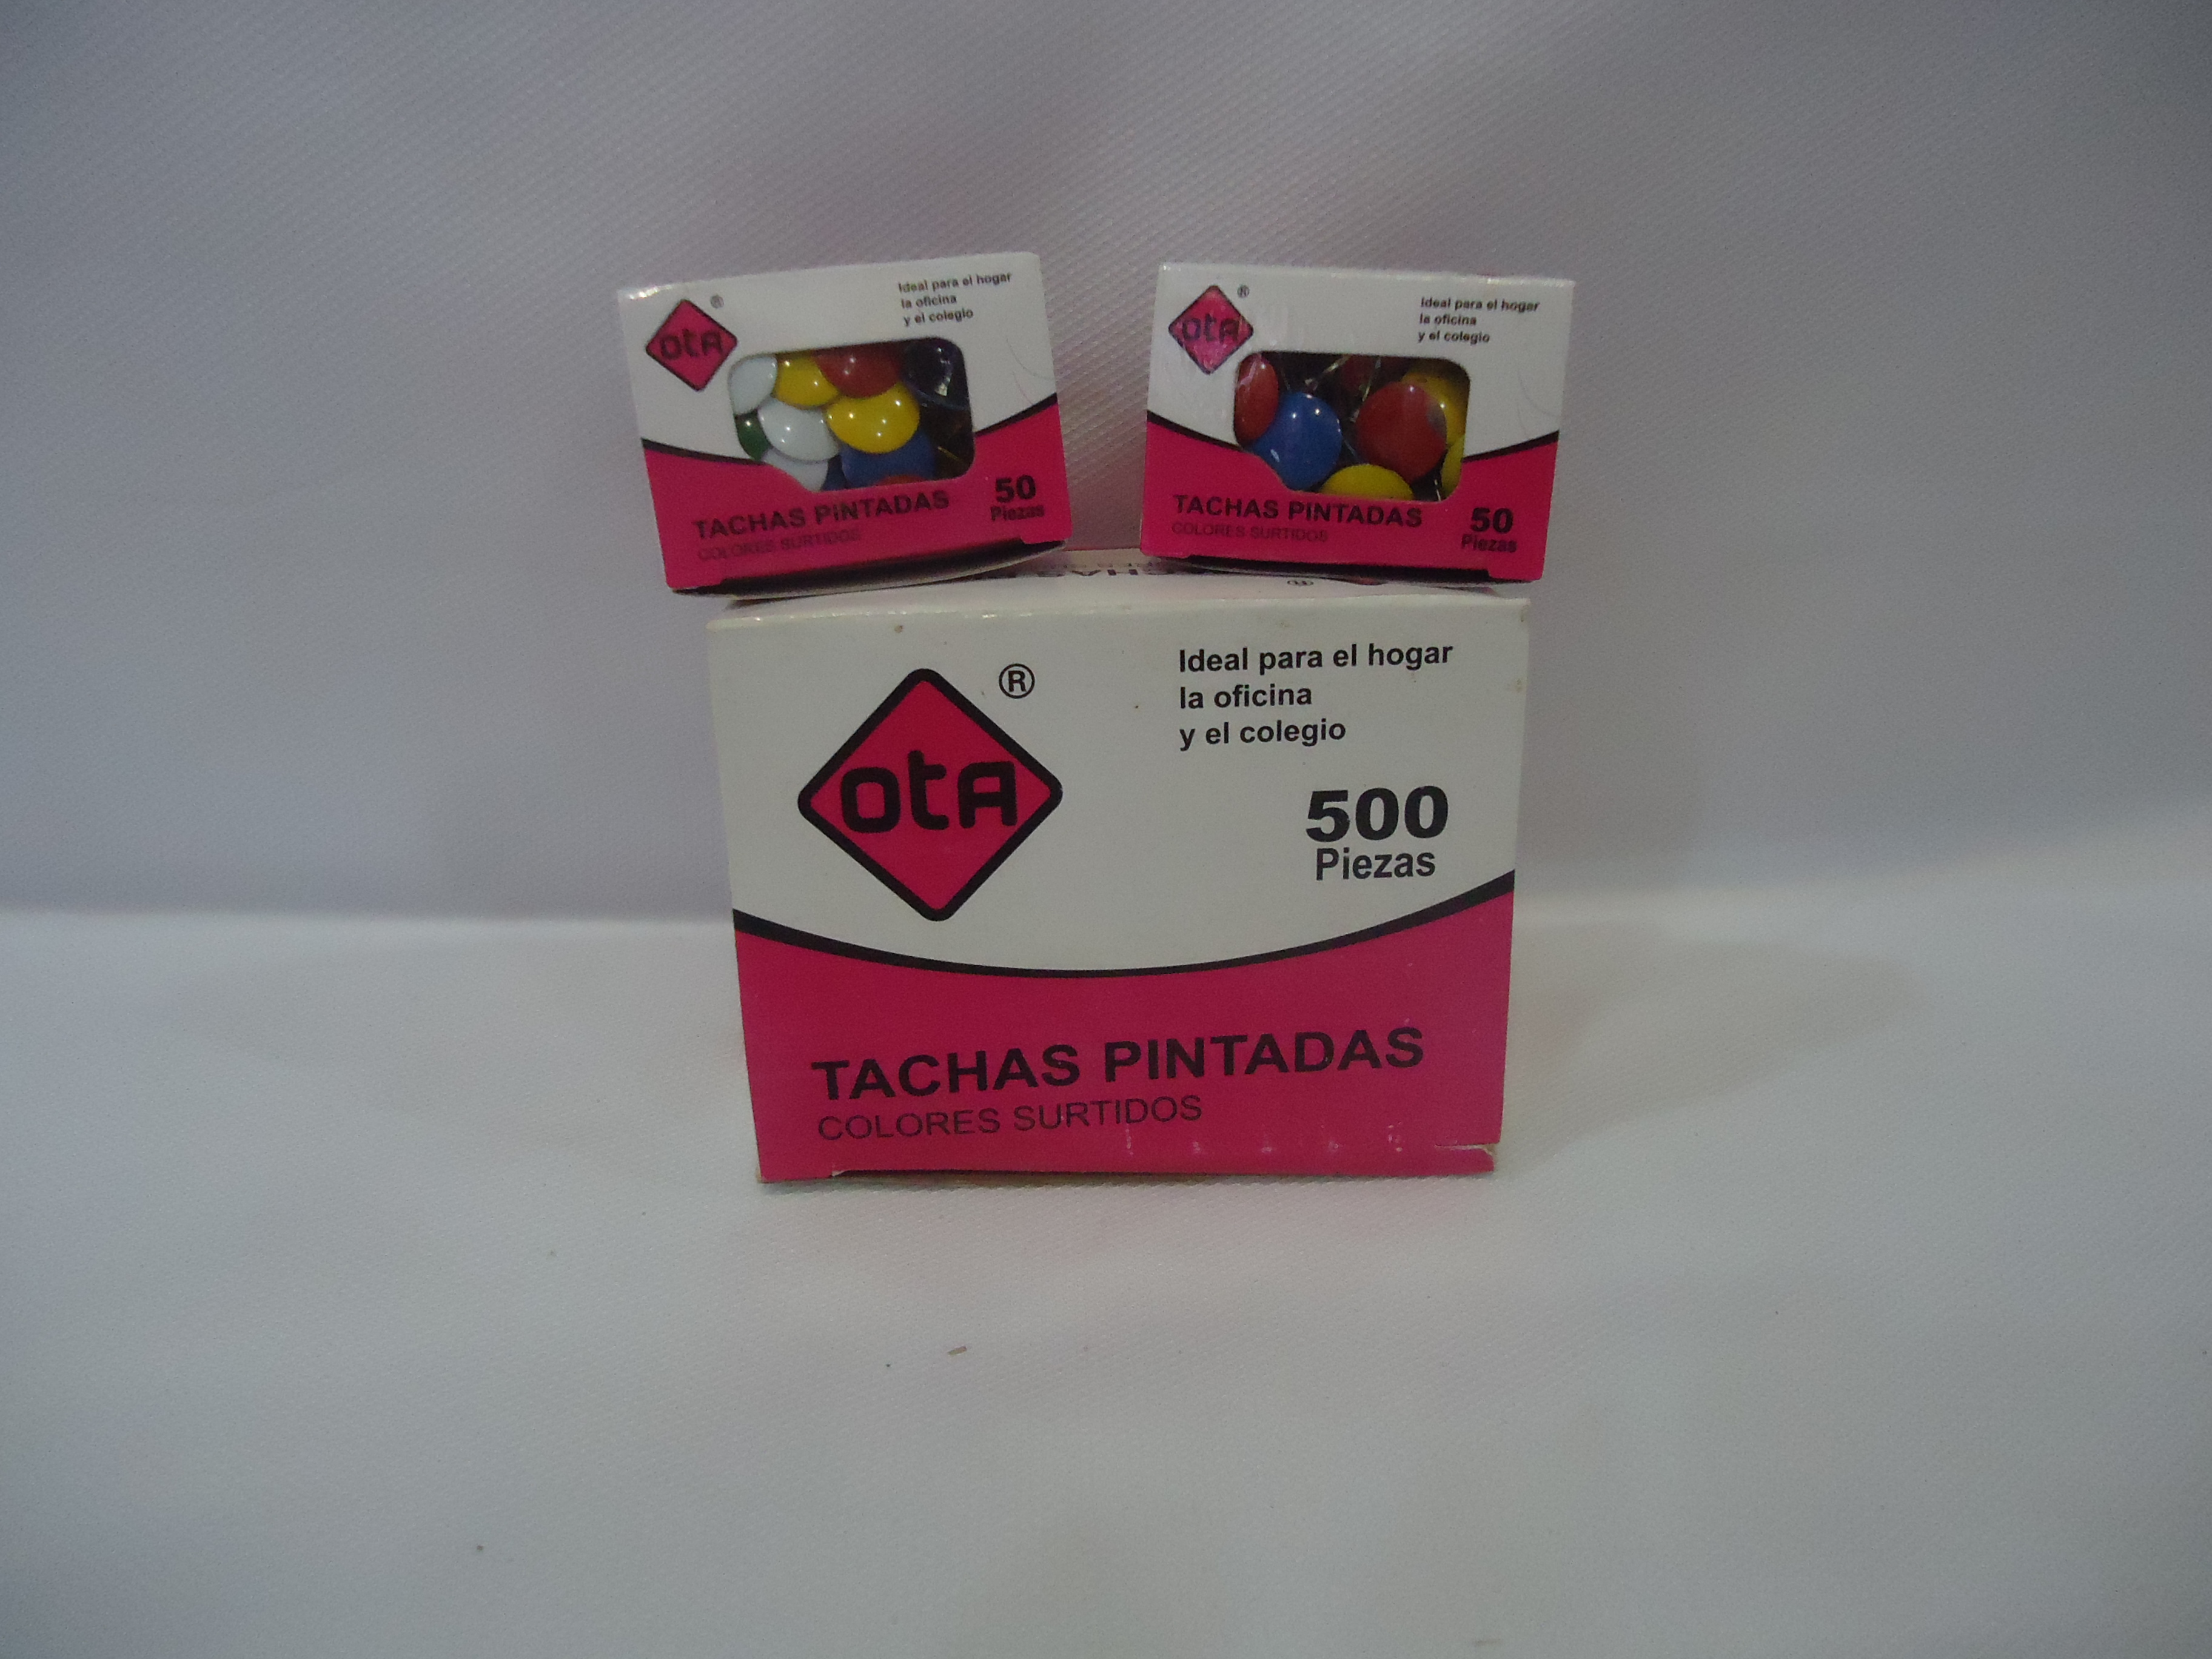 OtA ®
Ideal para el hogar
la oficina
y el colegio
TACHAS PINTADAS
COLORES SURTIDOS
50
Piezas
OtA ®
Ideal para el hogar
la oficina
y el colegio
TACHAS PINTADAS
COLORES SURTIDOS
50
Piezas
OtA ®
Ideal para el hogar
la oficina
y el colegio
500
Piezas
TACHAS PINTADAS
COLORES SURTIDOS